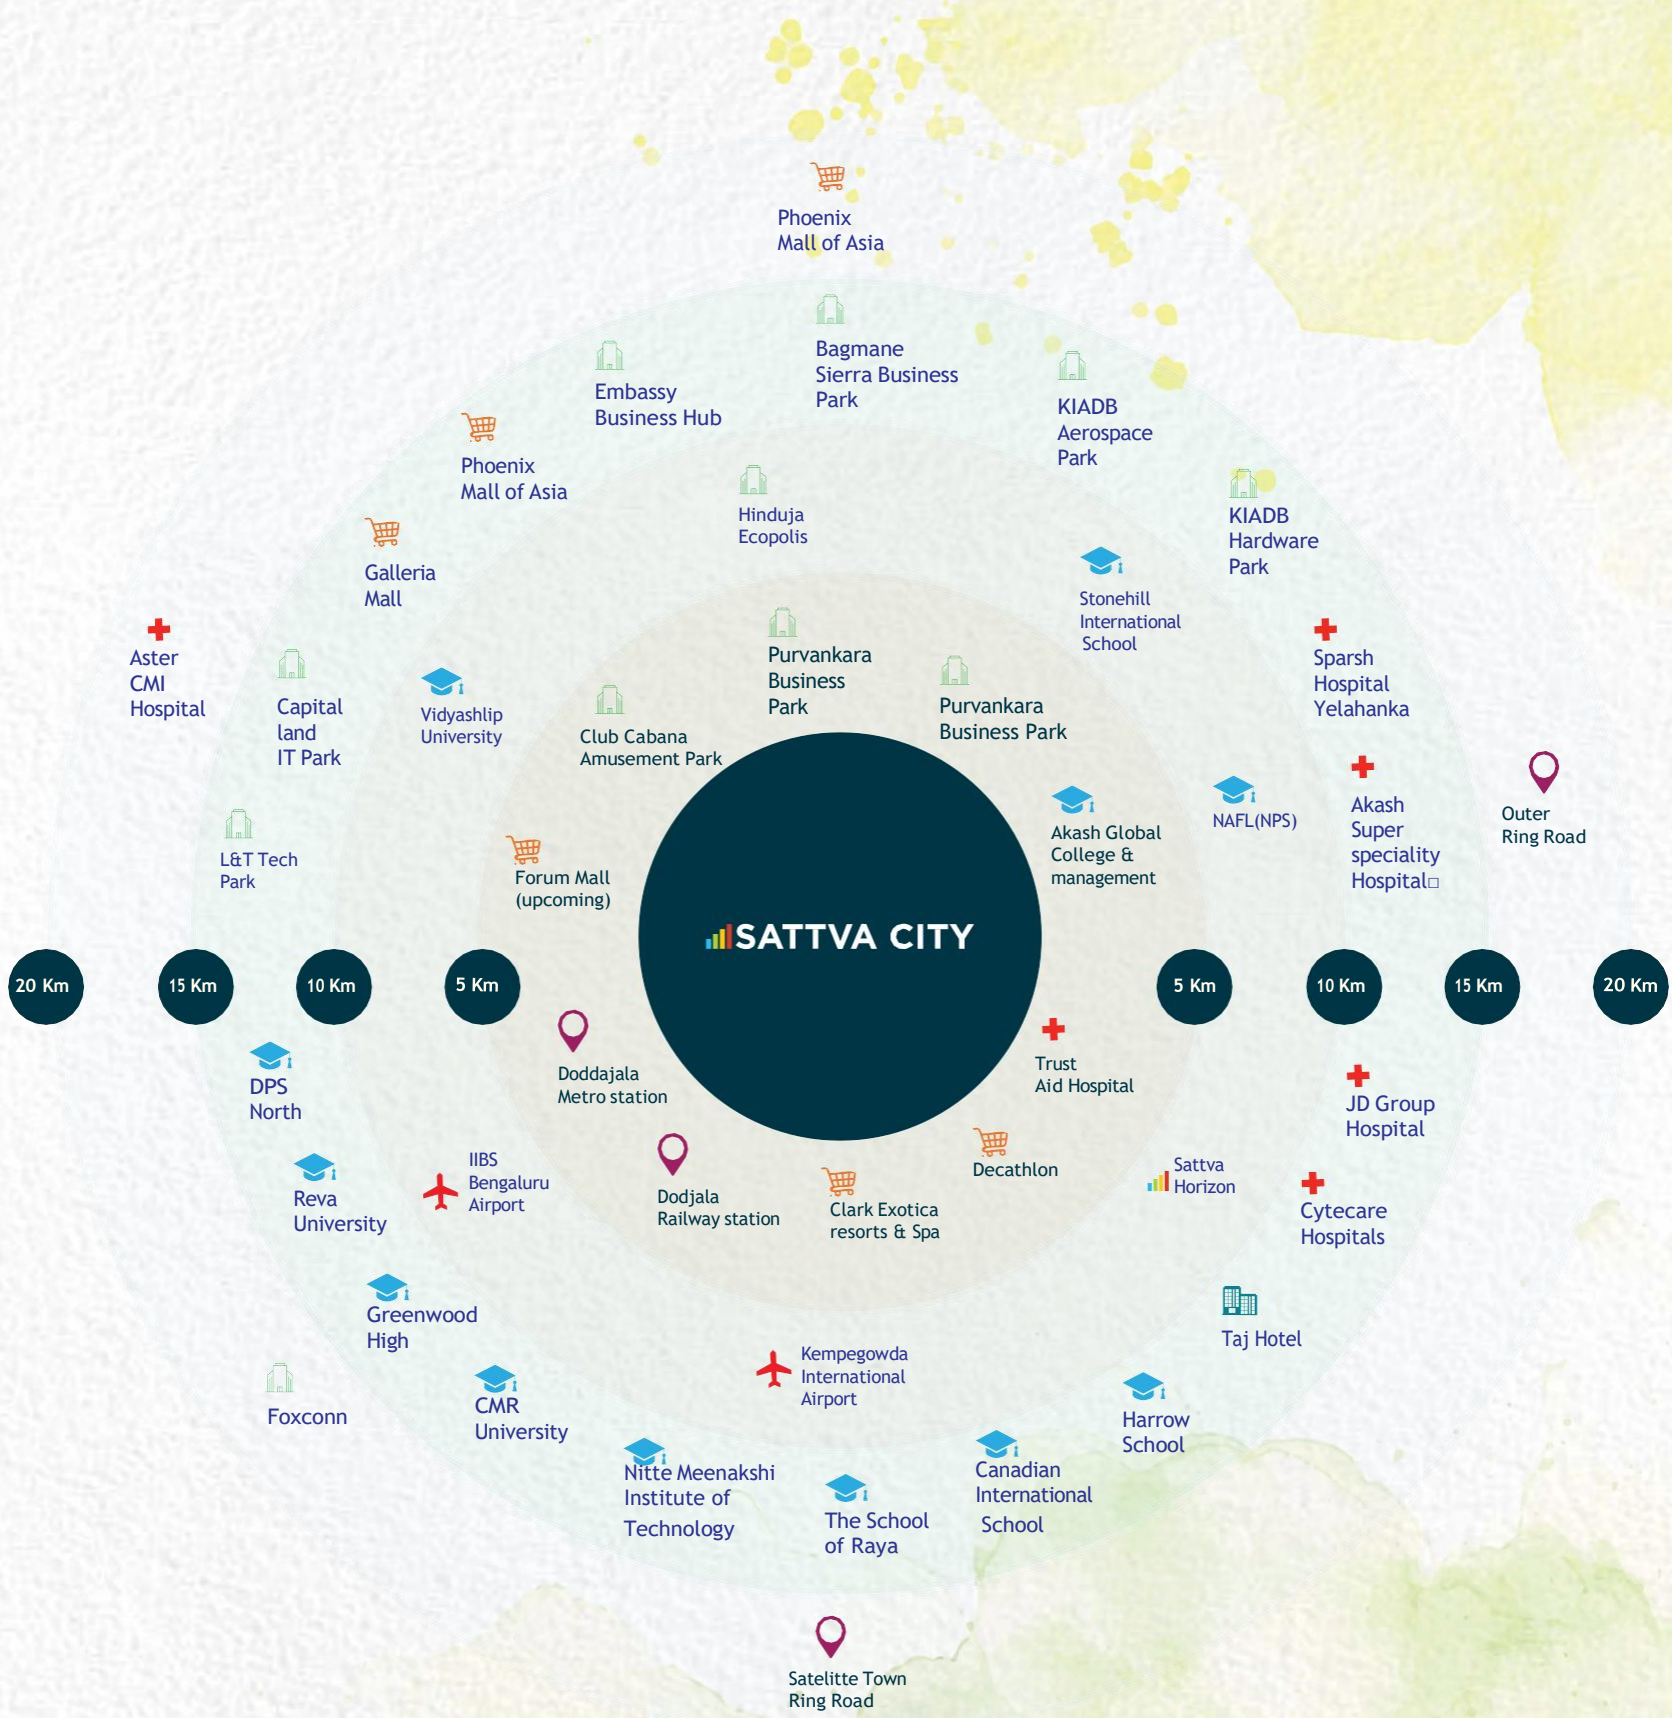 Phoenix
Mall of Asia
Bagmane
Sierra Business
Park
Embassy
Business Hub
KIADB
Aerospace
Park
Phoenix
Mall of Asia
Hinduja
Ecopolis
KIADB
Hardware
Park
Galleria
Mall
Stonehill
International
School
Aster
CMI
Hospital
Capital
land
IT Park
Vidyashlip
University
Club Cabana
Amusement Park
Purvankara
Business
Park
Purvankara
Business Park
Sparsh
Hospital
Yelahanka
L&T Tech
Park
Forum Mall
(upcoming)
Akash Global
College &
management
NAFL(NPS)
Akash
Super
speciality
Hospital□
Outer
Ring Road
SATTVA CITY
20 Km
15 Km
10 Km
5 Km
5 Km
10 Km
15 Km
20 Km
DPS
North
Doddajala
Metro station
Trust
Aid Hospital
JD Group
Hospital
Reva
University
IIBS
Bengaluru
Airport
Dodjala
Railway station
Clark Exotica
resorts & Spa
Decathlon
Sattva
Horizon
Cytecare
Hospitals
Greenwood
High
Taj Hotel
Foxconn
CMR
University
Kempegowda
International
Airport
Harrow
School
Nitte Meenakshi
Institute of
Technology
The School
of Raya
Canadian
International
School
Satelitte Town
Ring Road